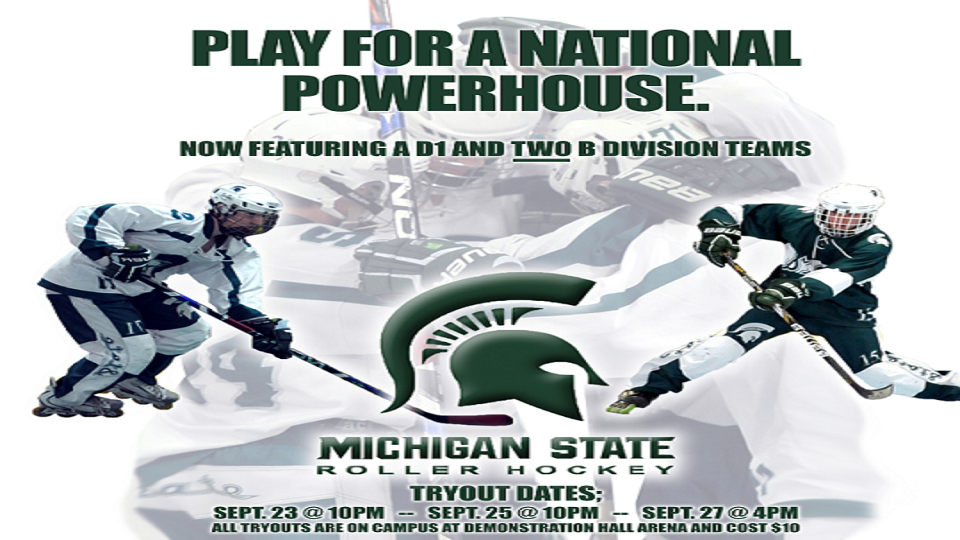 PLAY FOR A NATIONAL
POWERHOUSE.
NOW FEATURING A D1 AND TWO B DIVISION TEAMS
MICHIGAN STATE
ROLLER HOCKEY
TRYOUT DATES;
SEPT. 23 @ 10PM -- SEPT. 25 @ 10PM -- SEPT. 27 @ 4PM
ALL TRYOUTS ARE ON CAMPUS AT DEMONSTRATION HALL ARENA AND COST $10